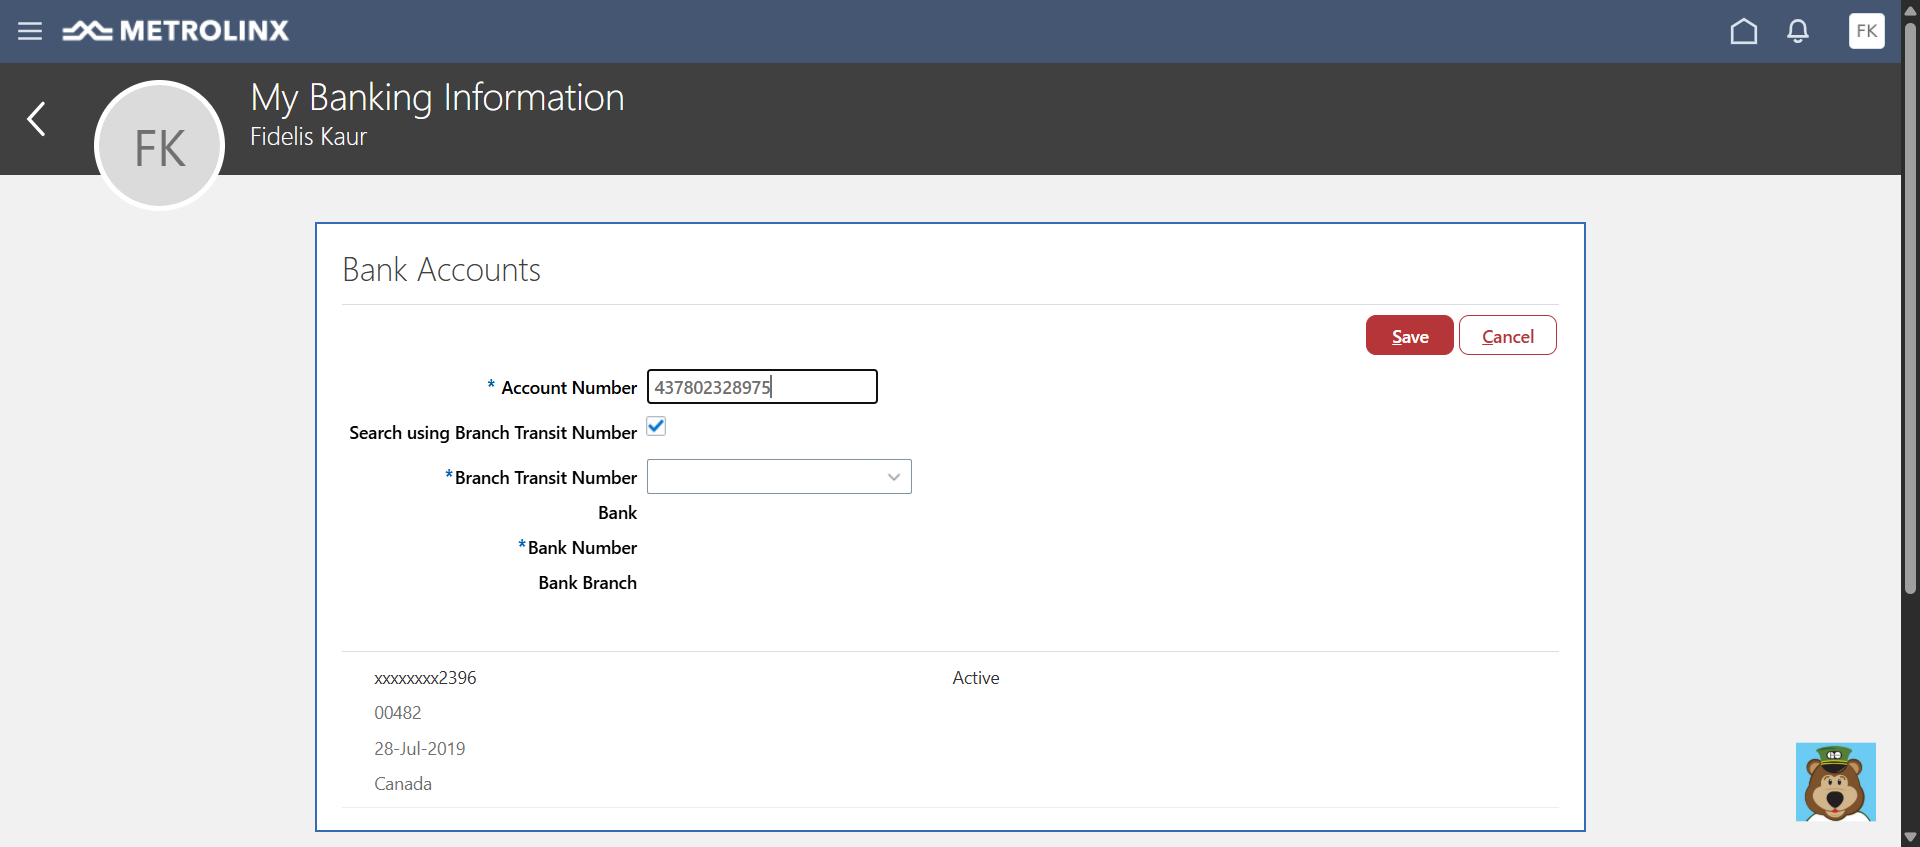 METROLINX
FK
My Banking Information
Fidelis Kaur
FK
Bank Accounts
Save Cancel
* Account Number 437802328975
Search using Branch Transit Number
*Branch Transit Number
Bank
*Bank Number
Bank Branch
xxxxxxxx2396 Active
00482
28-Jul-2019
Canada
GO